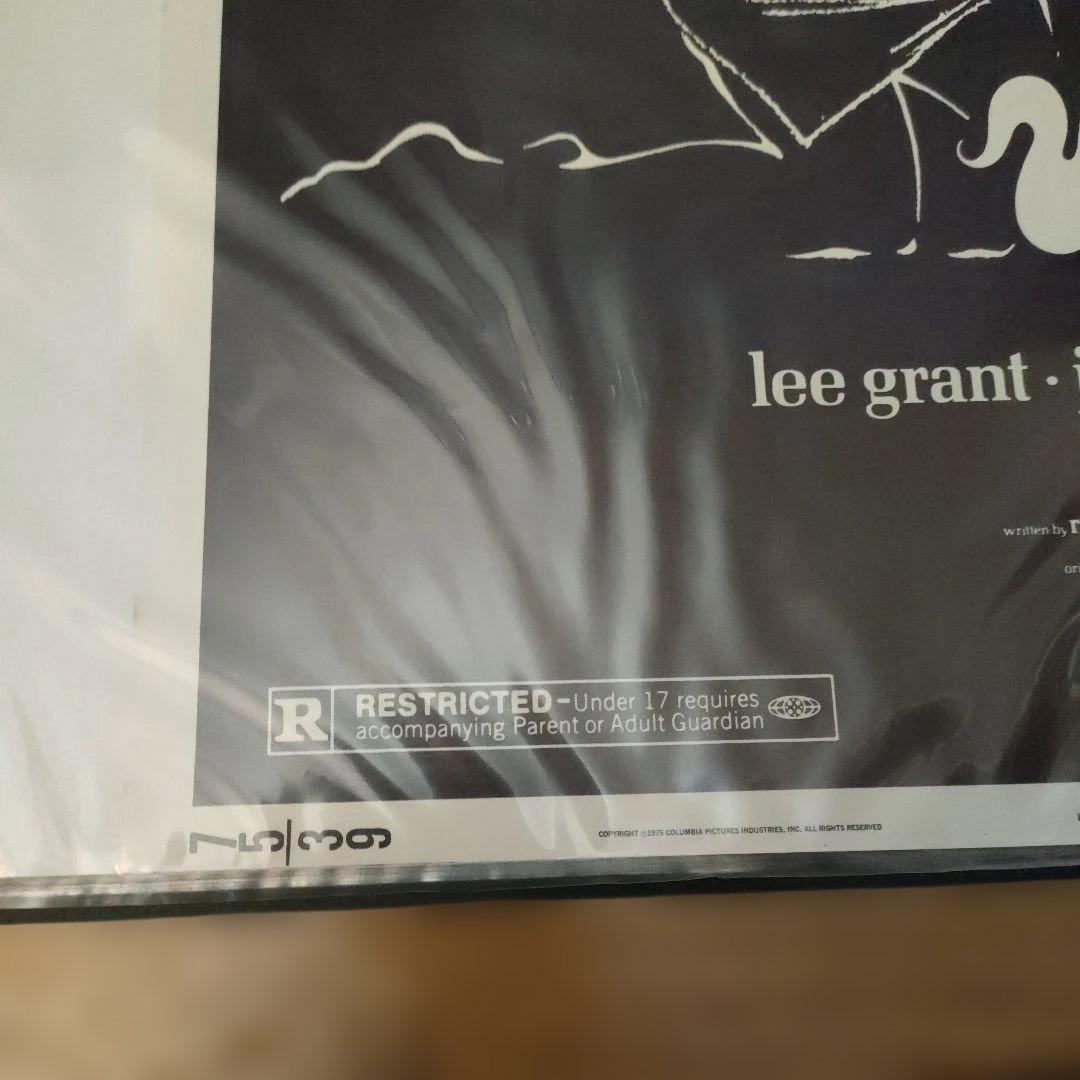 lee grant ·
written by
R RESTRICTED—Under 17 requires
accompanying Parent or Adult Guardian
75/39
COPYRIGHT ©1975 COLUMBIA PICTURES INDUSTRIES, INC. ALL RIGHTS RESERVED